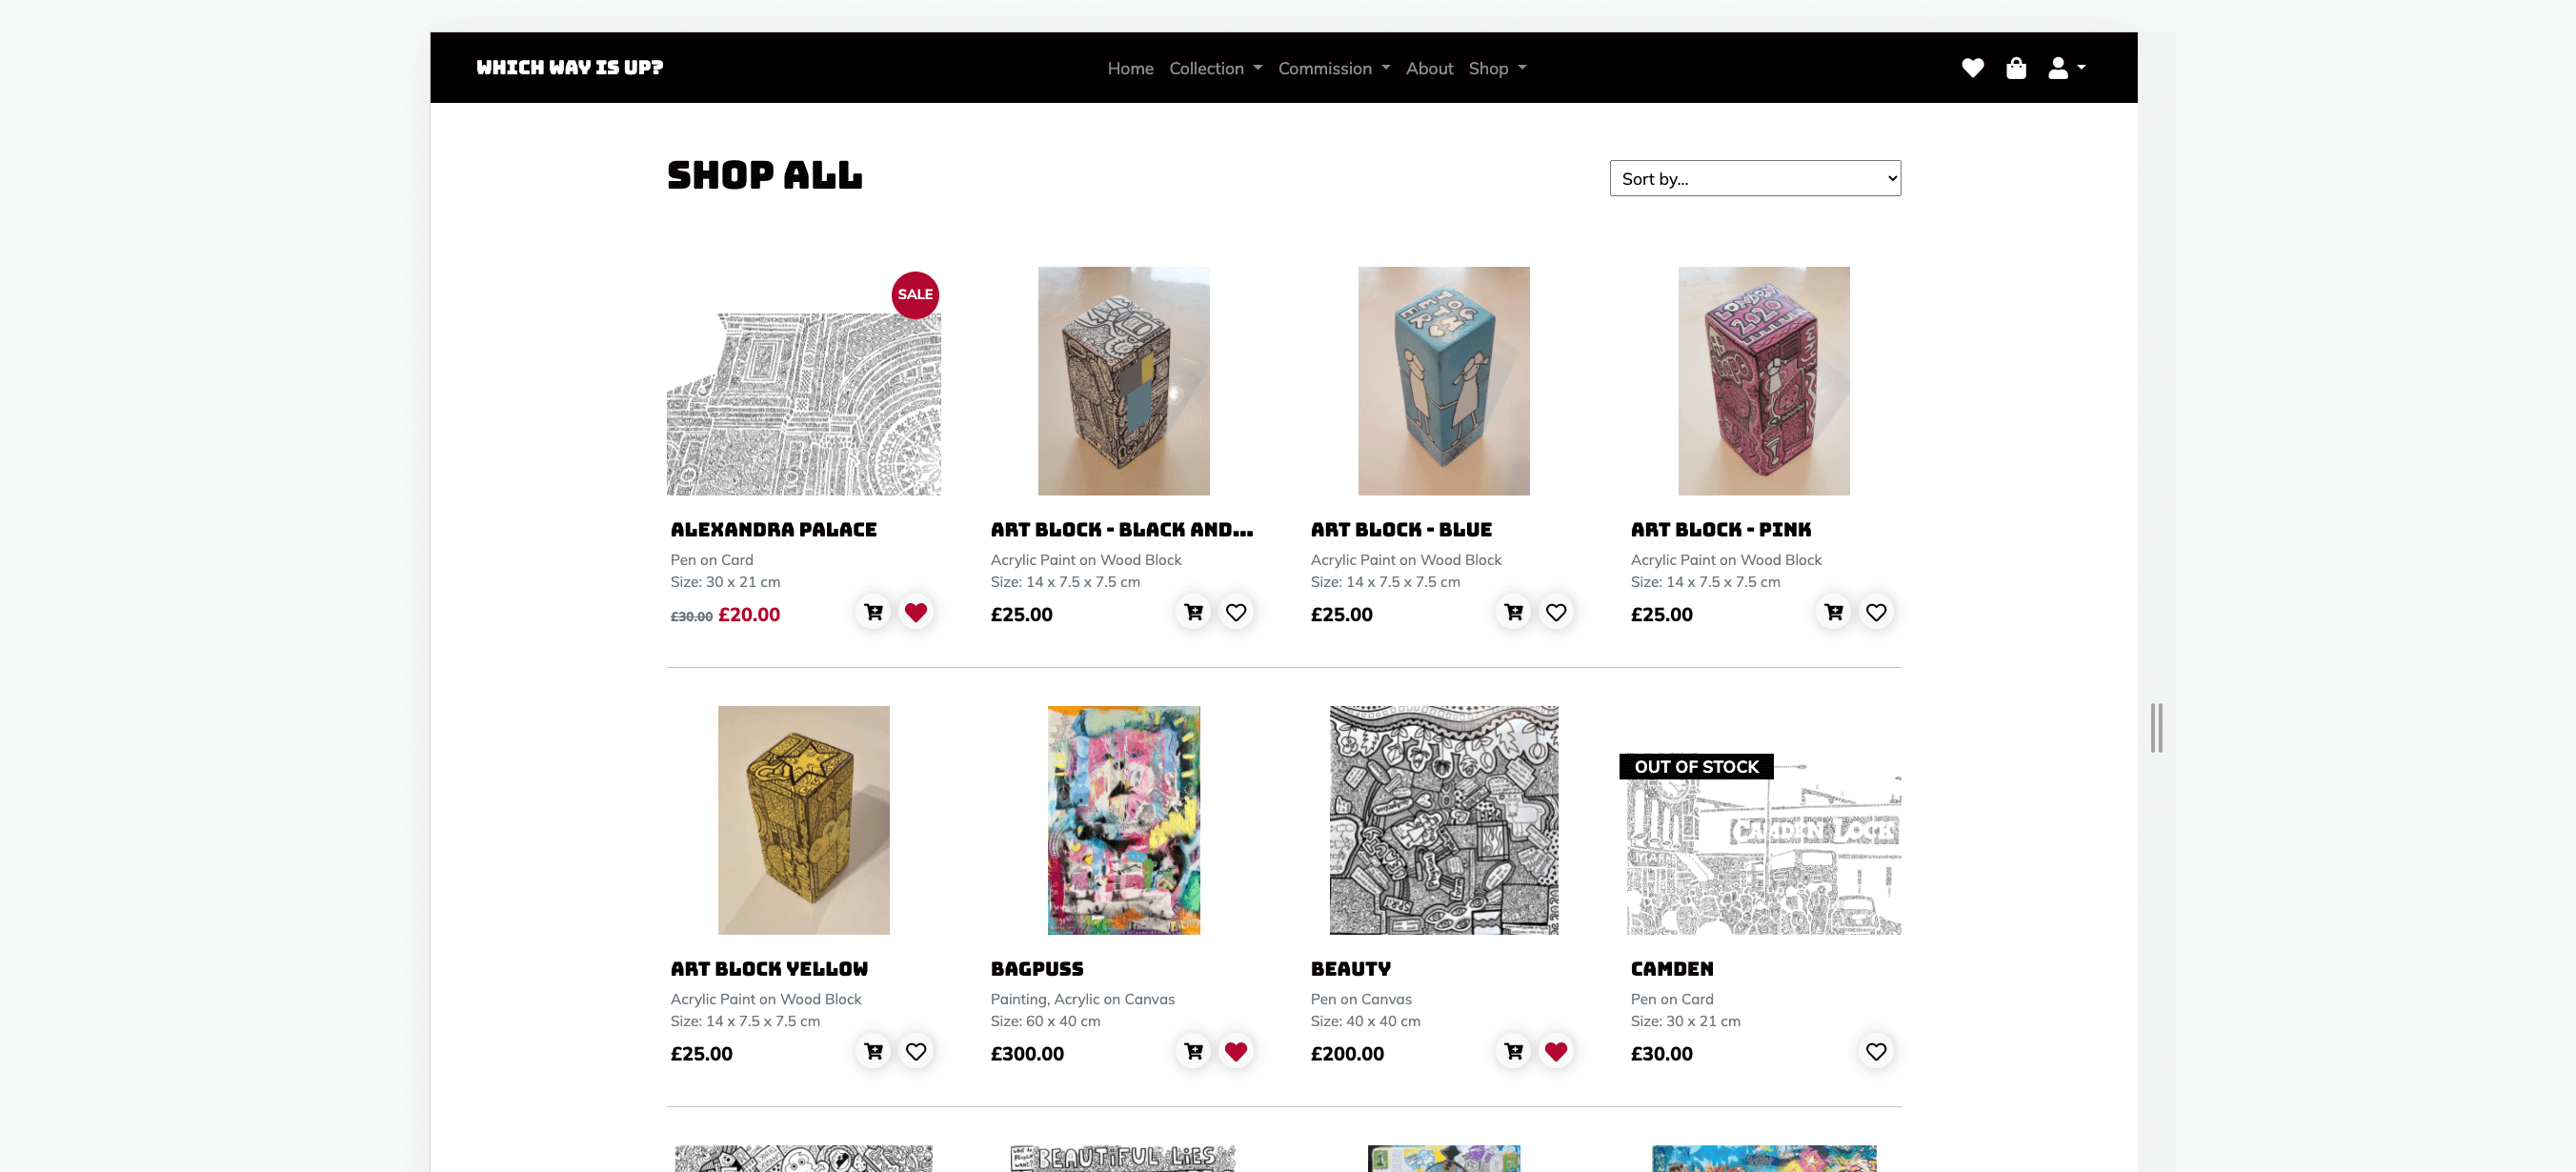 WHICH WAY IS UP?
Home Collection Commission About Shop
SHOP ALL
Sort by...
SALE
LONDON
2020
ALEXANDRA PALACE
Pen on Card
Size: 30 x 21 cm
£30.00 £20.00
ART BLOCK - BLACK AND...
Acrylic Paint on Wood Block
Size: 14 x 7.5 x 7.5 cm
£25.00
ART BLOCK - BLUE
Acrylic Paint on Wood Block
Size: 14 x 7.5 x 7.5 cm
£25.00
ART BLOCK - PINK
Acrylic Paint on Wood Block
Size: 14 x 7.5 x 7.5 cm
£25.00
OUT OF STOCK
CAMDEN LOCK
ART BLOCK YELLOW
Acrylic Paint on Wood Block
Size: 14 x 7.5 x 7.5 cm
£25.00
BAGPUSS
Painting, Acrylic on Canvas
Size: 60 x 40 cm
£300.00
BEAUTY
Pen on Canvas
Size: 40 x 40 cm
£200.00
CAMDEN
Pen on Card
Size: 30 x 21 cm
£30.00
BEAUTIFUL LIES